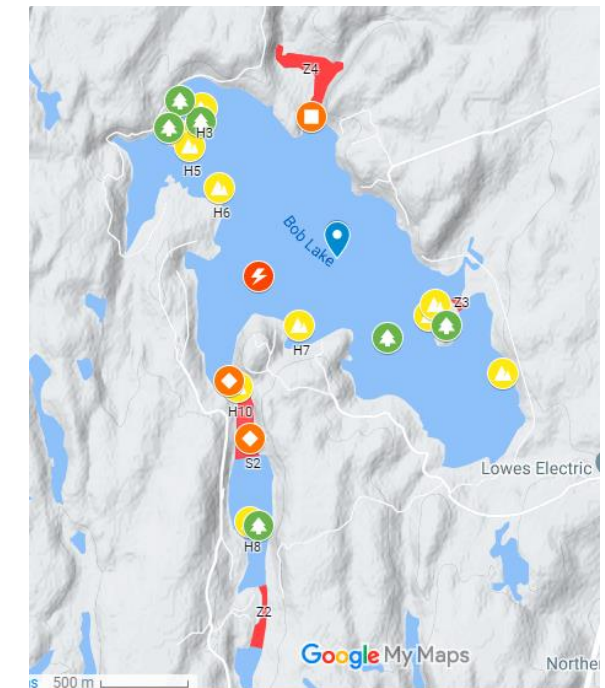 Z4
H3
H5
H6
Bob Lake
Z3
H7
H10
S2
Lowes Electric
H8
Z2
Google My Maps
Norther
s 500 m